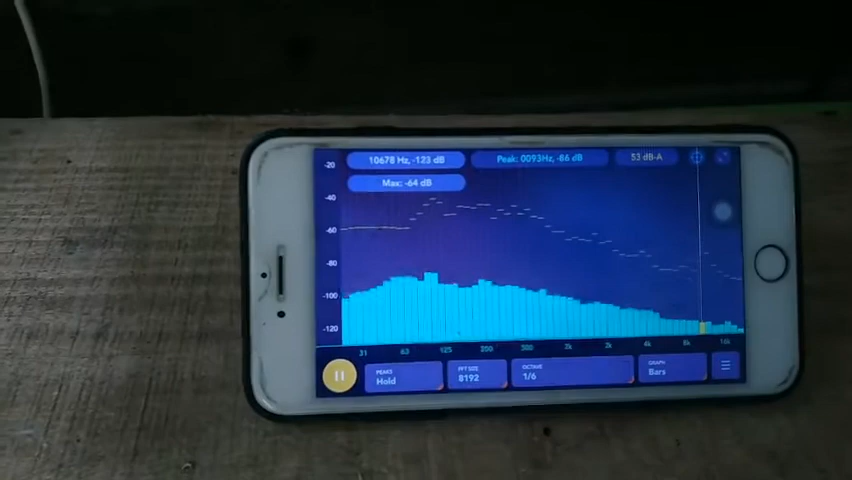 10678 Hz, -123 dB
Peak: 0093Hz, -86 dB
53 dB-A
Max: -64 dB
-20
-40
-60
-80
-100
-120
31 63 125 250 500 2k 4k 8k 16k
PEAKS
Hold
FFT SIZE
8192
OCTAVE
1/6
GRAPH
Bars